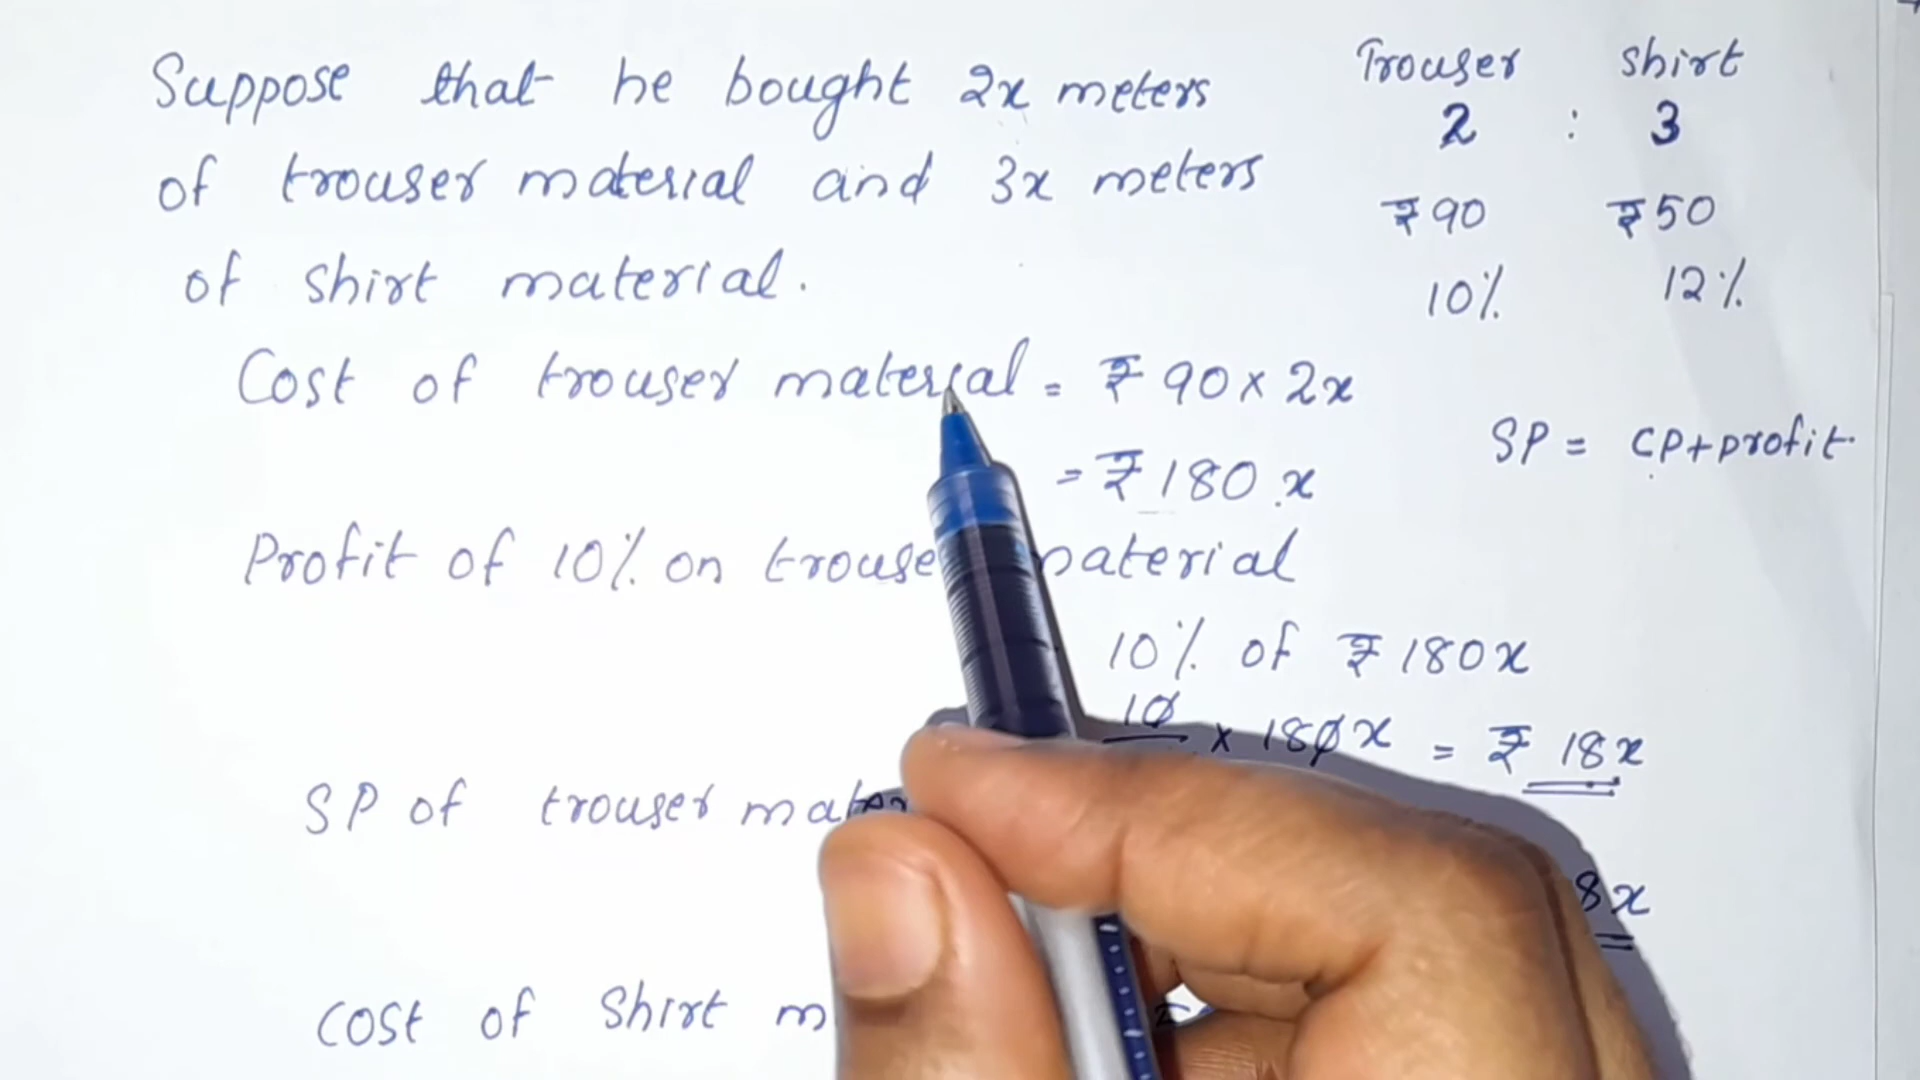 Suppose that he bought 2x meters
of trouser material and 3x meters
of shirt material.
Trouser shirt
2 : 3
₹90 ₹50
10% 12%
Cost of trouser material = ₹90 × 2x
= ₹180 x
SP = CP+profit
Profit of 10% on material
10% of ₹180x
10 × 180x = ₹18x
SP of trouser
8x
Cost of Shirt